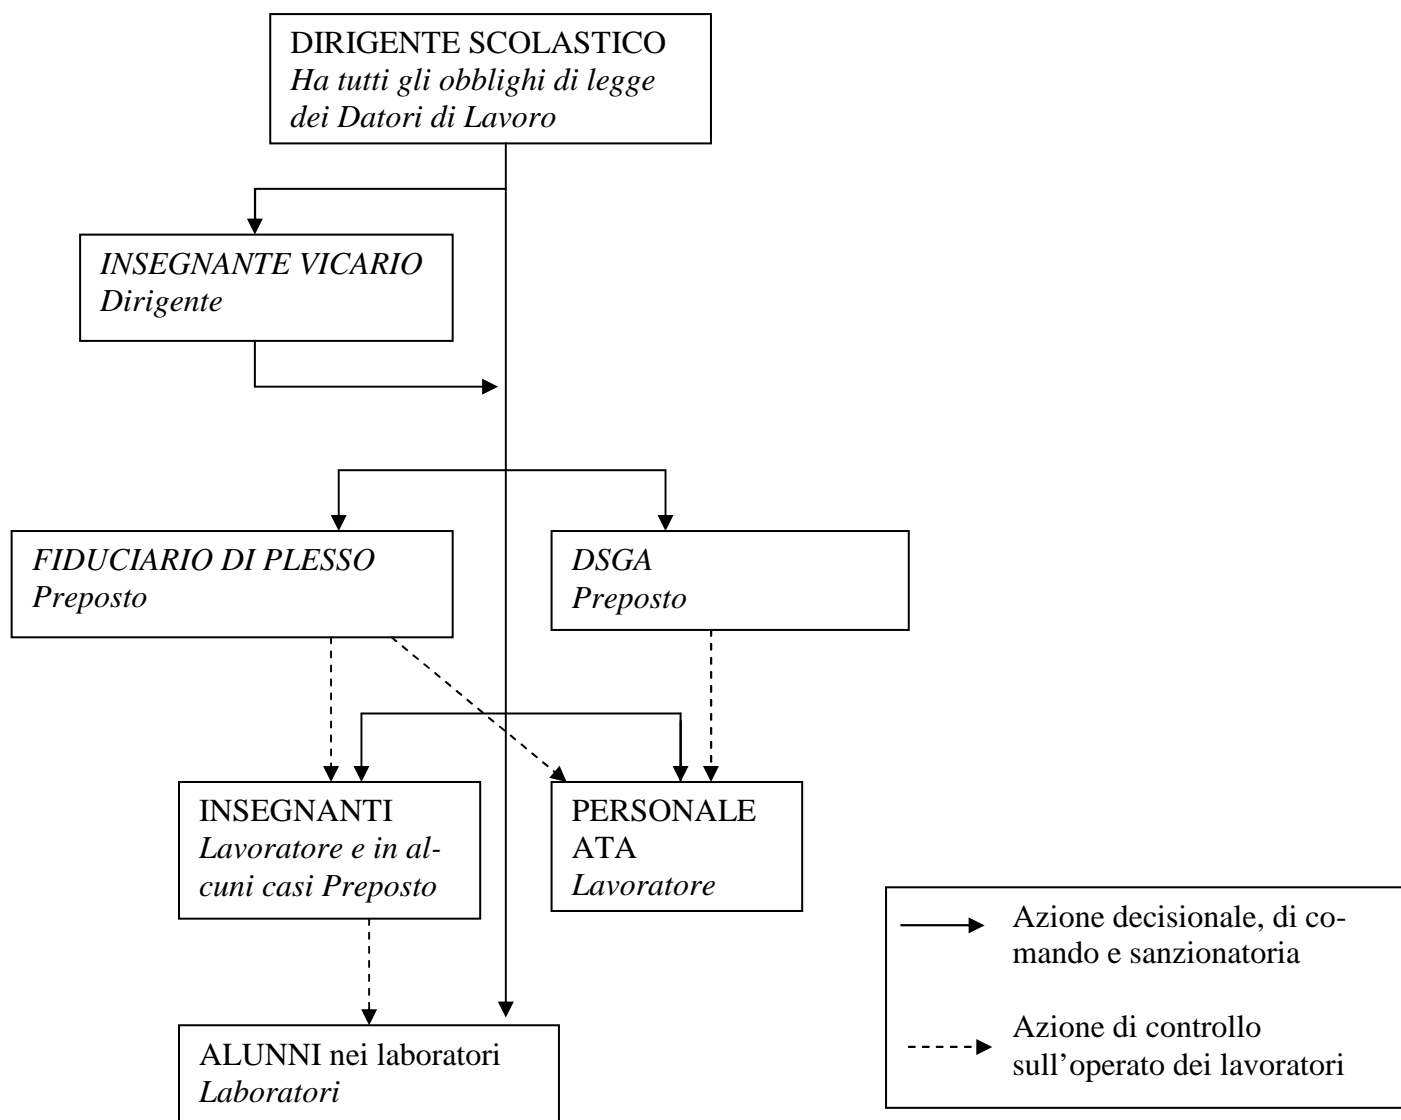 DIRIGENTE SCOLASTICO
Ha tutti gli obblighi di legge
dei Datori di Lavoro
INSEGNANTE VICARIO
Dirigente
FIDUCIARIO DI PLESSO
Preposto
DSGA
Preposto
INSEGNANTI
Lavoratore e in al-
cuni casi Preposto
PERSONALE
ATA
Lavoratore
Azione decisionale, di co-
mando e sanzionatoria
Azione di controllo
sull’operato dei lavoratori
ALUNNI nei laboratori
Laboratori